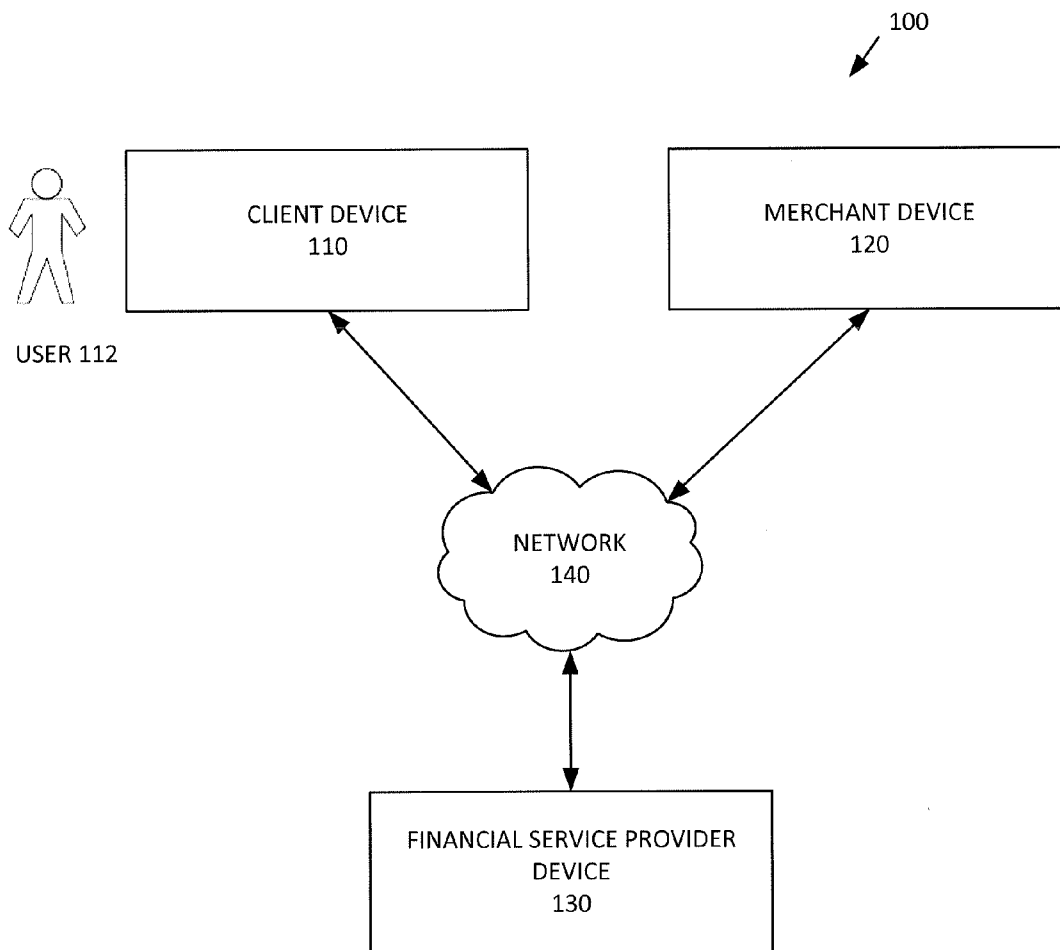 100
CLIENT DEVICE
110
MERCHANT DEVICE
120
USER 112
NETWORK
140
FINANCIAL SERVICE PROVIDER
DEVICE
130